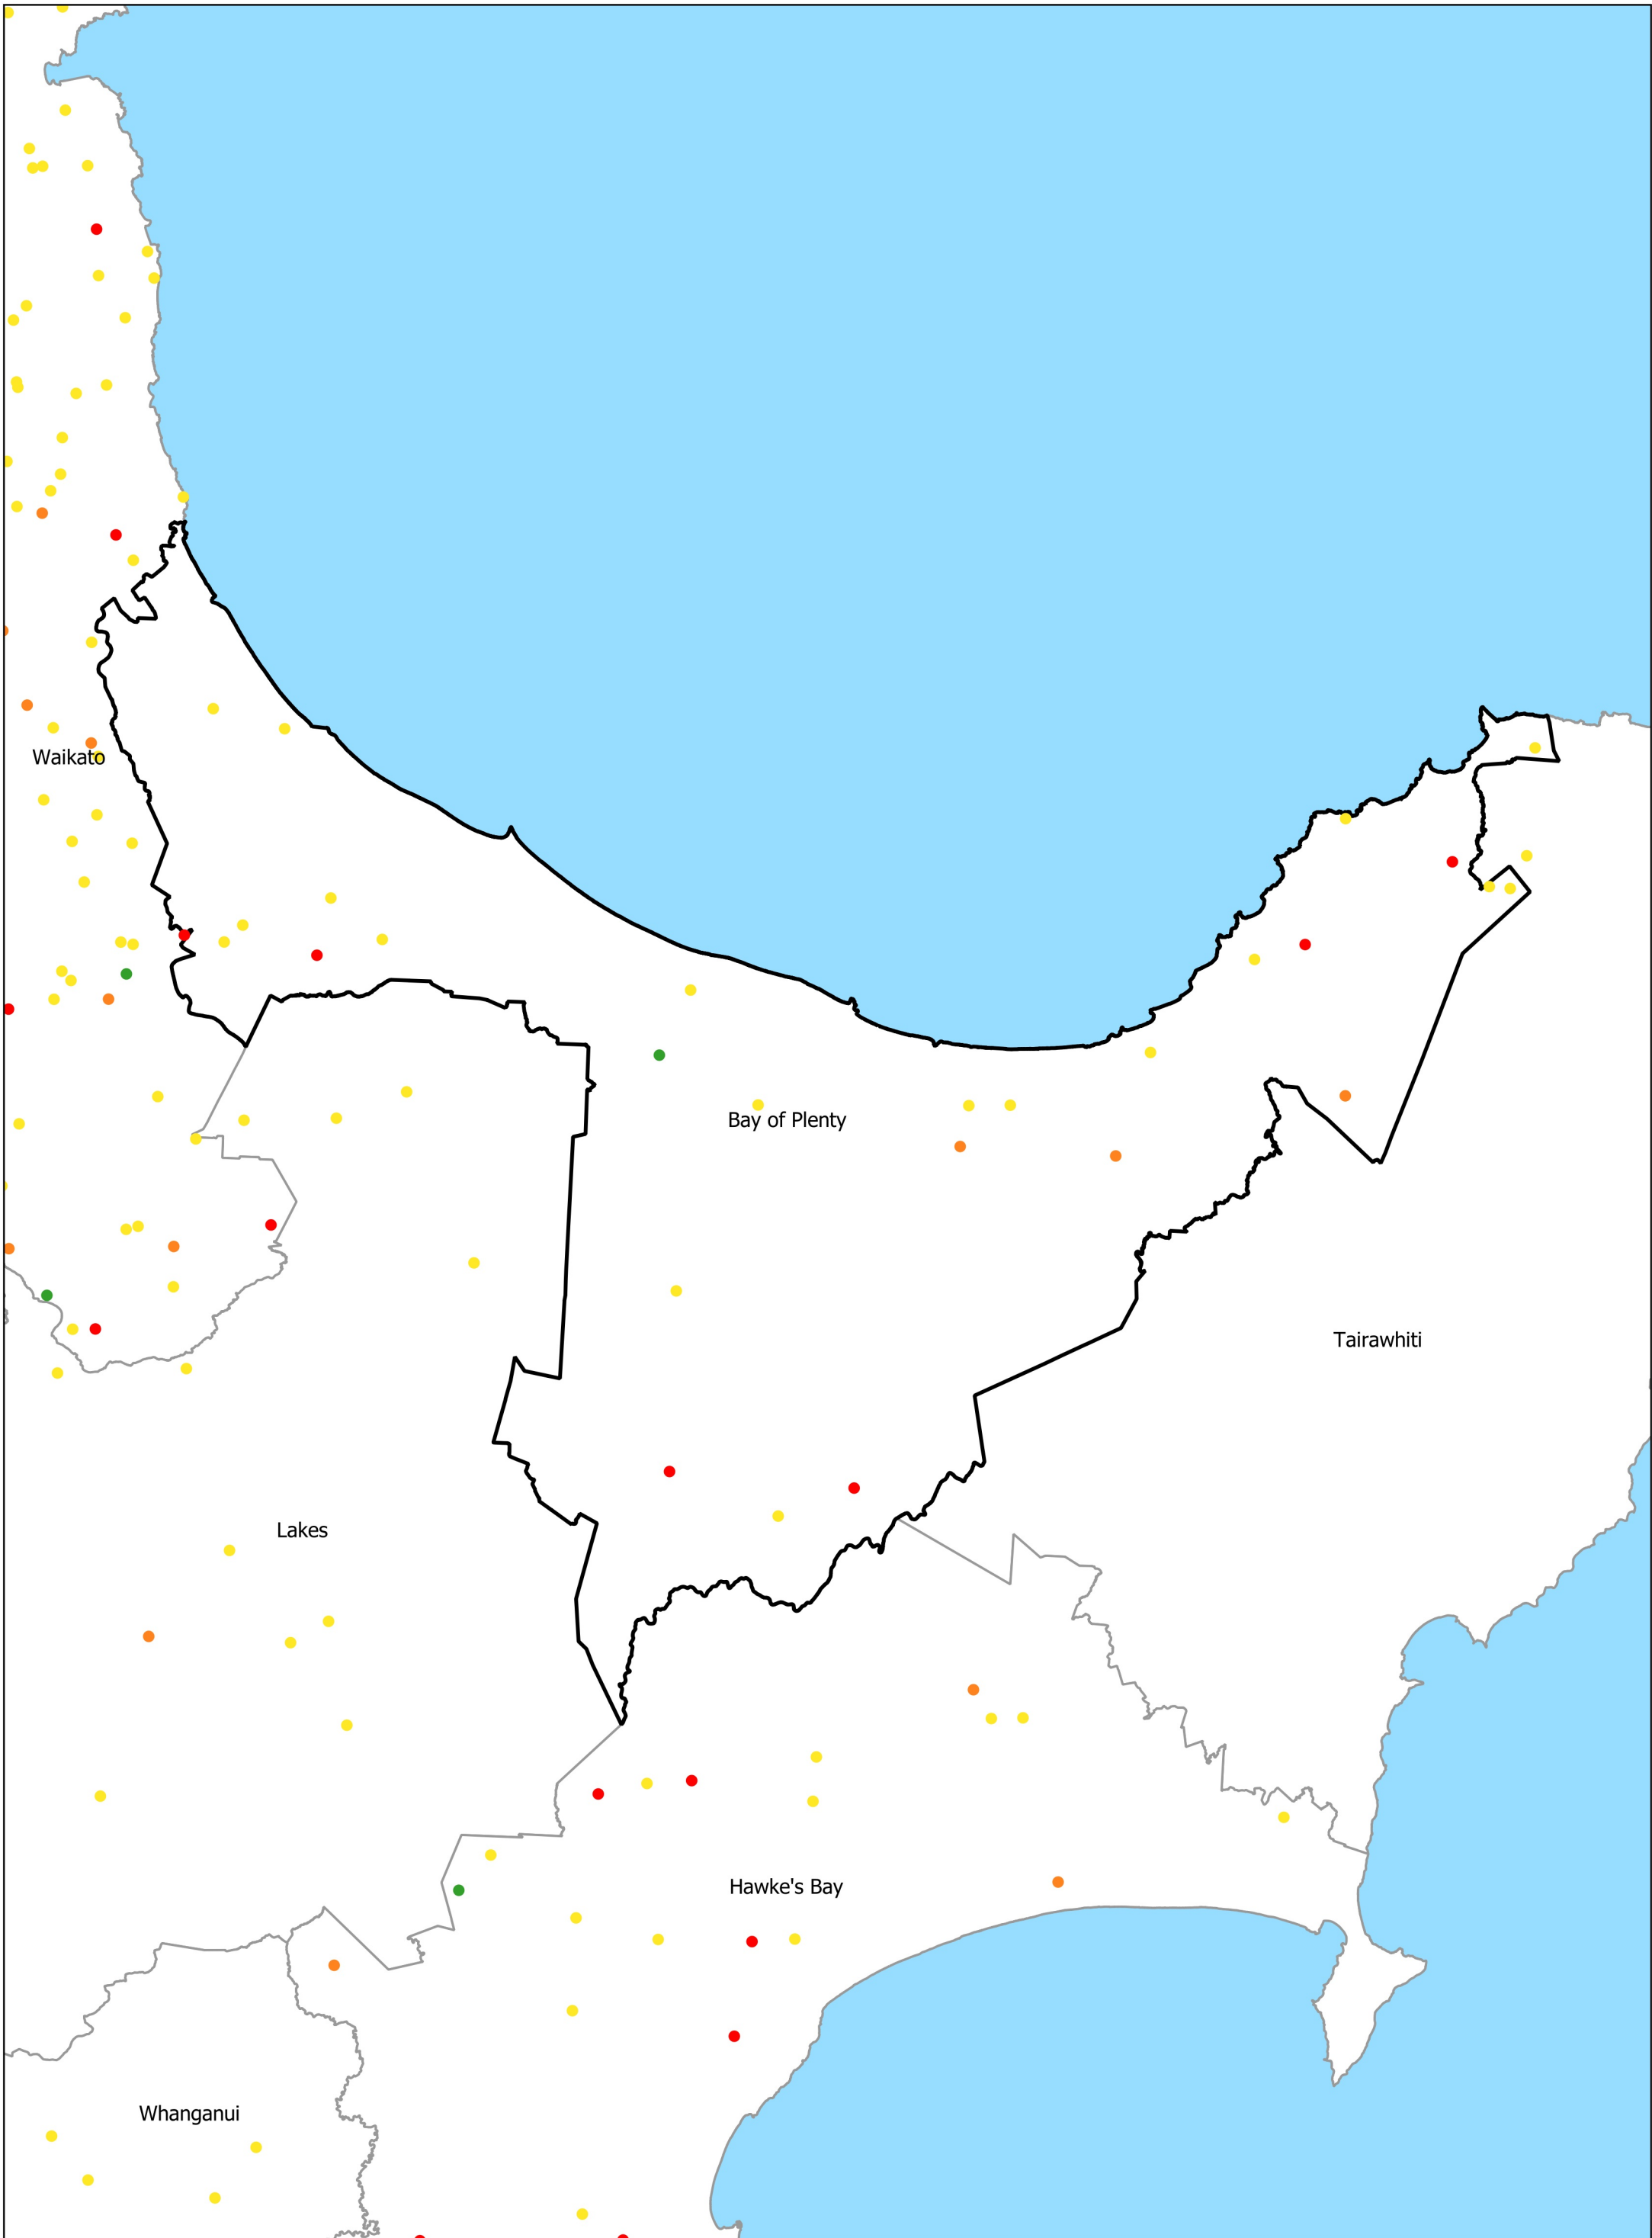 Waikato
Bay of Plenty
Tairawhiti
Lakes
Hawke's Bay
Whanganui